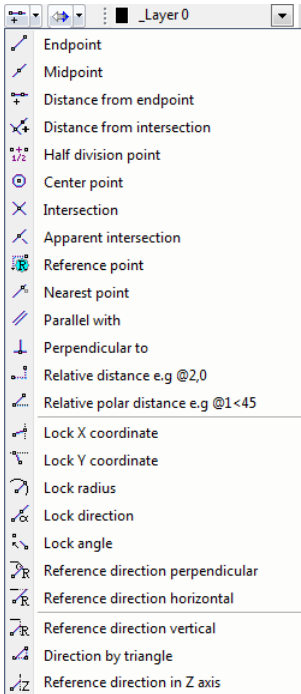 _Layer 0
Endpoint
Midpoint
Distance from endpoint
Distance from intersection
1/2 Half division point
Center point
Intersection
Apparent intersection
R Reference point
Nearest point
Parallel with
Perpendicular to
Relative distance e.g @2,0
Relative polar distance e.g @1<45
Lock X coordinate
Lock Y coordinate
Lock radius
Lock direction
Lock angle
R Reference direction perpendicular
R Reference direction horizontal
R Reference direction vertical
Direction by triangle
Z Reference direction in Z axis